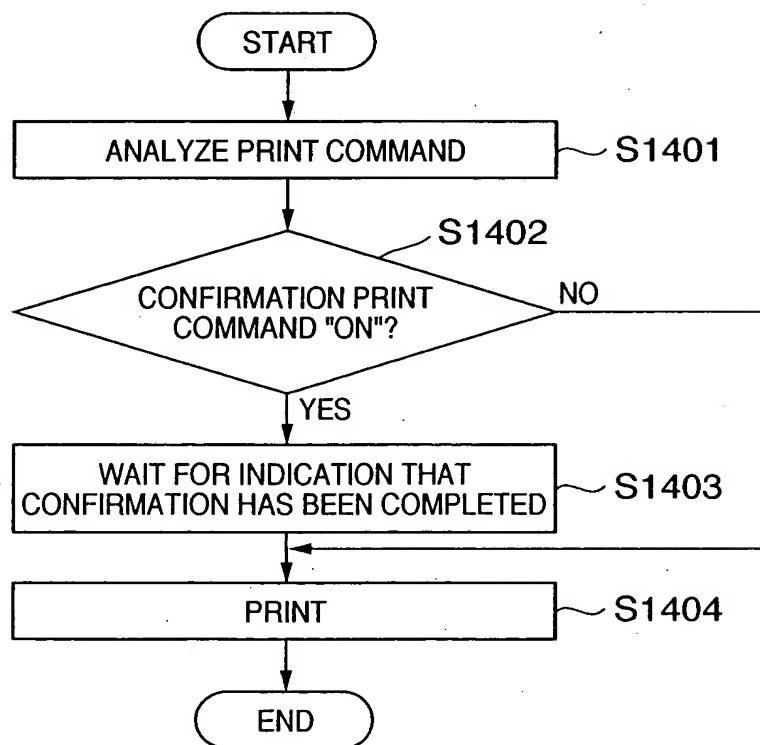 START
ANALYZE PRINT COMMAND
S1401
S1402
CONFIRMATION PRINT
COMMAND "ON"?
NO
YES
WAIT FOR INDICATION THAT
CONFIRMATION HAS BEEN COMPLETED
S1403
PRINT
S1404
END